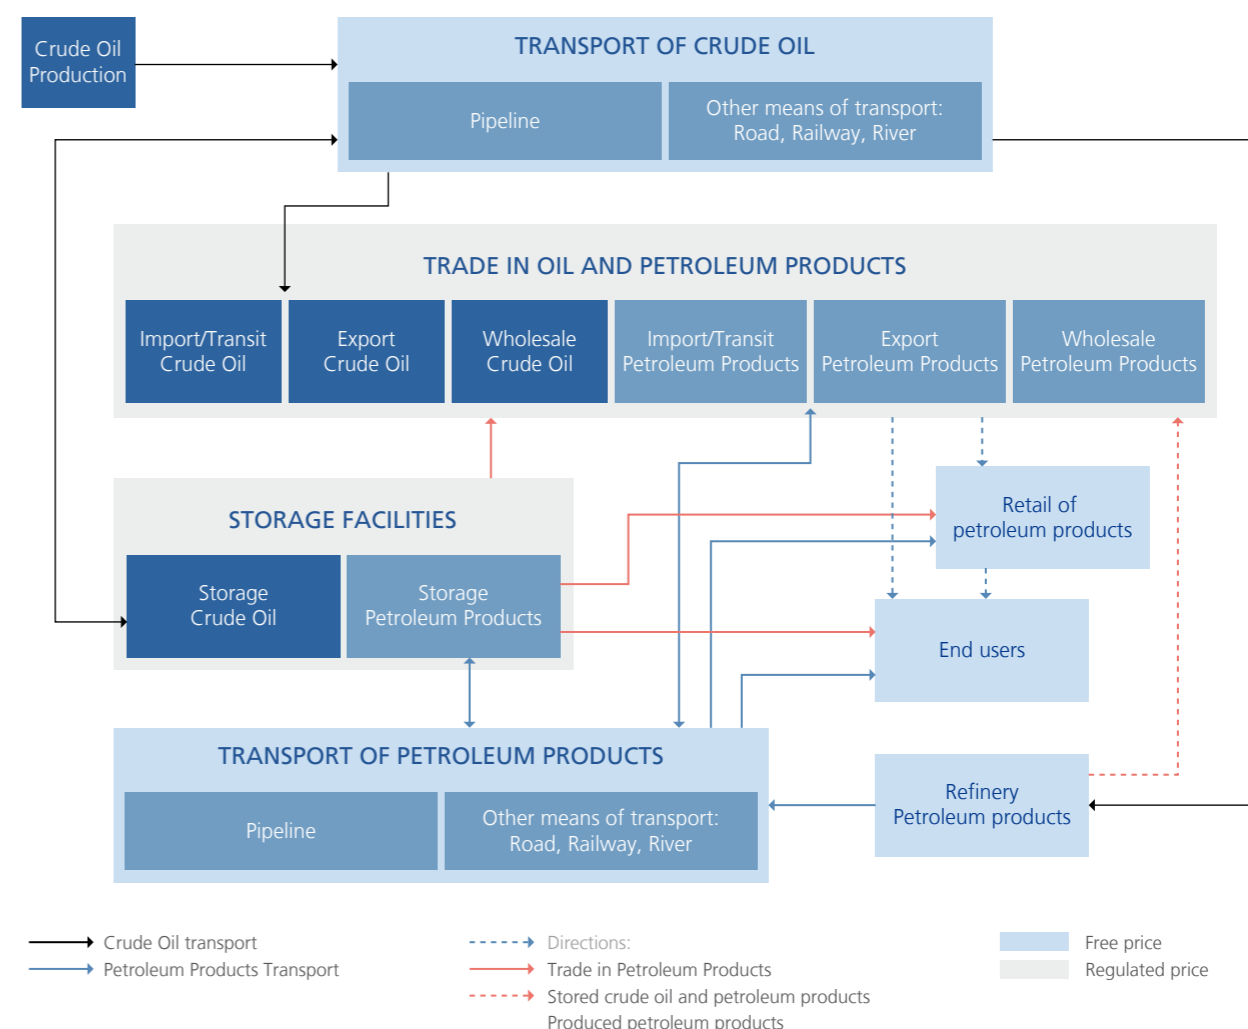 Crude Oil
Production
TRANSPORT OF CRUDE OIL
Pipeline
Other means of transport:
Road, Railway, River
TRADE IN OIL AND PETROLEUM PRODUCTS
Import/Transit
Crude Oil
Export
Crude Oil
Wholesale
Crude Oil
Import/Transit
Petroleum Products
Export
Petroleum Products
Wholesale
Petroleum Products
STORAGE FACILITIES
Storage
Crude Oil
Storage
Petroleum Products
Retail of
petroleum products
End users
TRANSPORT OF PETROLEUM PRODUCTS
Pipeline
Other means of transport:
Road, Railway, River
Refinery
Petroleum products
Crude Oil transport
Petroleum Products Transport
Directions:
Trade in Petroleum Products
Stored crude oil and petroleum products
Produced petroleum products
Free price
Regulated price